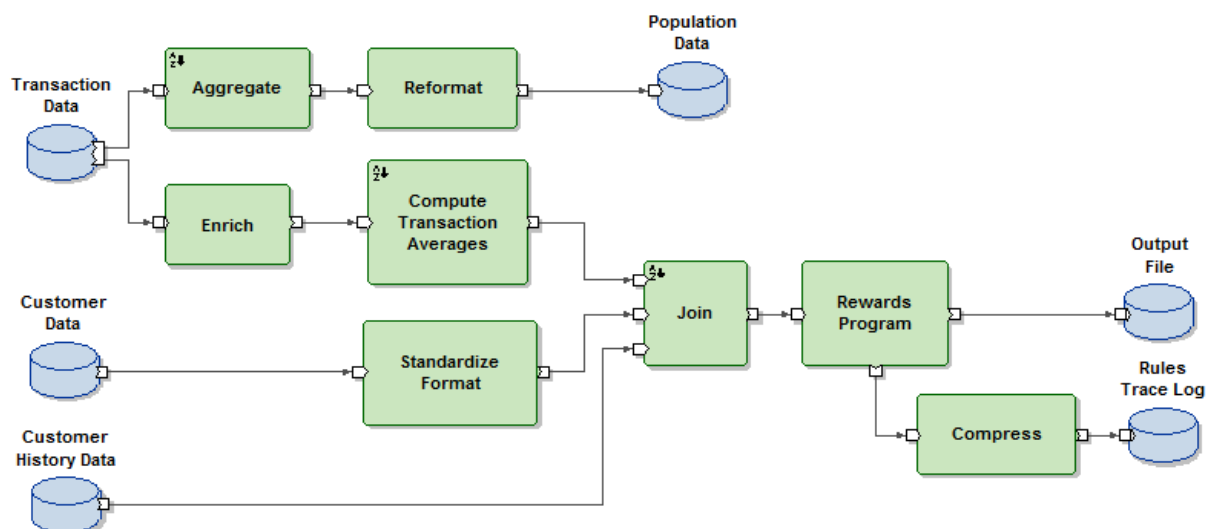 Population
Data
Transaction
Data
A
Z
Aggregate
Reformat
Enrich
A
Z
Compute
Transaction
Averages
Customer
Data
Standardize
Format
A
Z
Join
Rewards
Program
Output
File
Rules
Trace Log
Compress
Customer
History Data